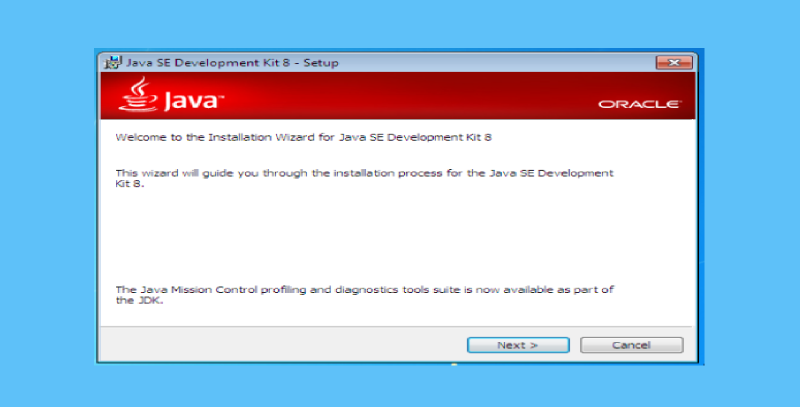 Java SE Development Kit 8 - Setup
Java™
ORACLE
Welcome to the Installation Wizard for Java SE Development Kit 8
This wizard will guide you through the installation process for the Java SE Development
Kit 8.
The Java Mission Control profiling and diagnostics tools suite is now available as part of
the JDK.
Next >
Cancel